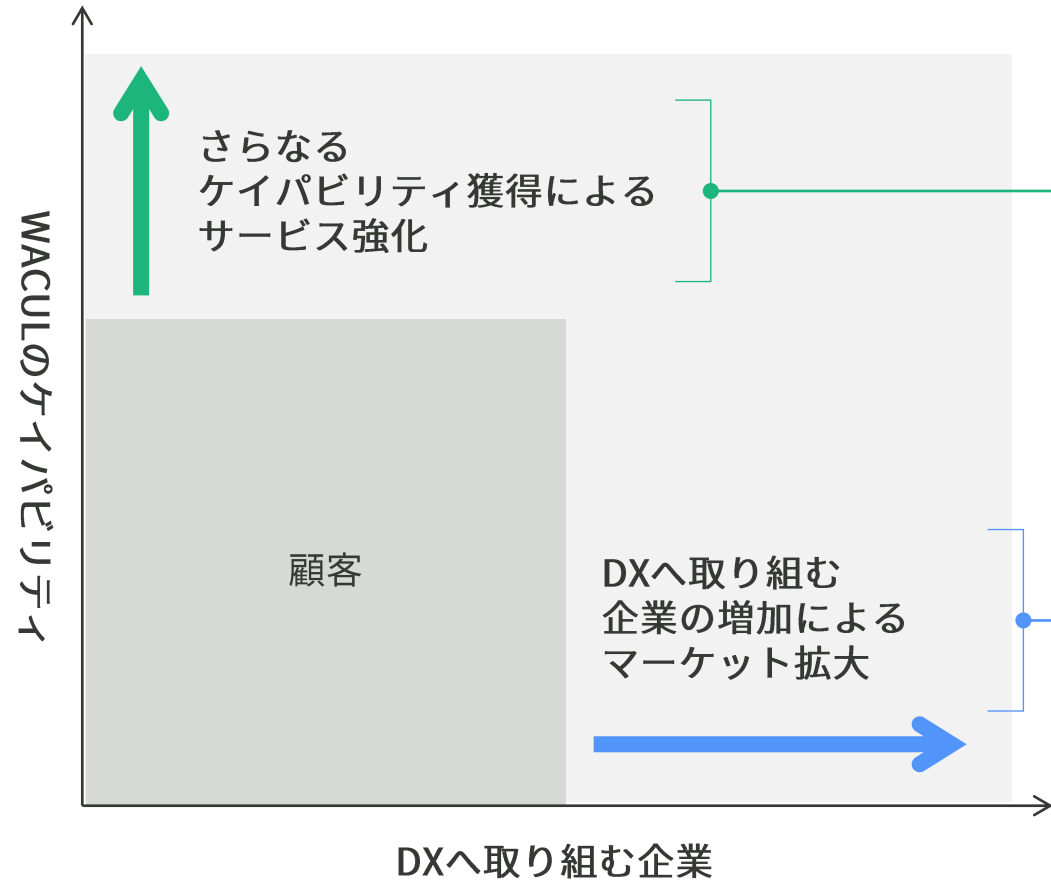 さらなる
ケイパビリティ獲得による
サービス強化
WACULのケイパビリティ
顧客
DXへ取り組む
企業の増加による
マーケット拡大
DXへ取り組む企業